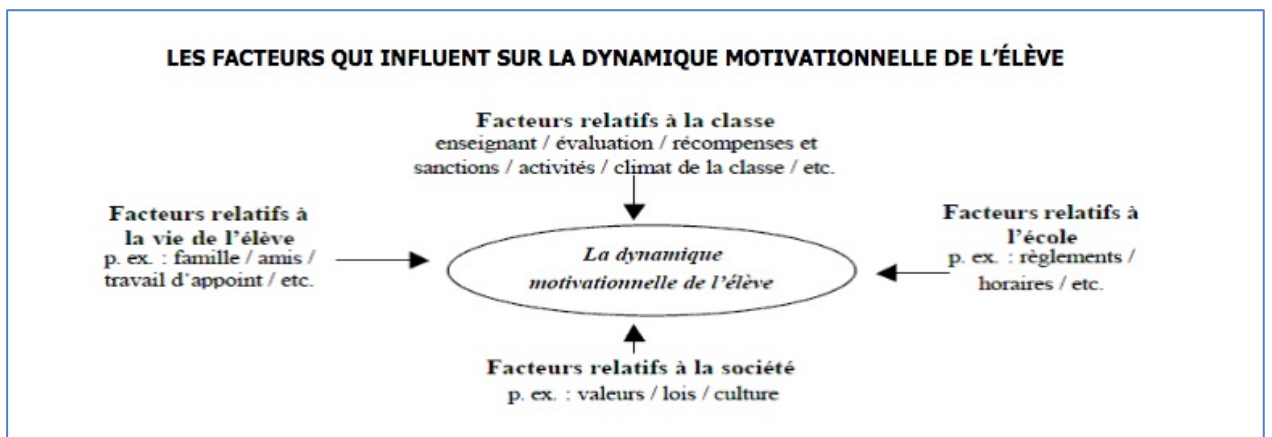 LES FACTEURS QUI INFLUENT SUR LA DYNAMIQUE MOTIVATIONNELLE DE L'ÉLÈVE
Facteurs relatifs à la classe
enseignant / évaluation / récompenses et
sanctions / activités / climat de la classe / etc.
Facteurs relatifs à
la vie de l'élève
p. ex. : famille / amis /
travail d'appoint / etc.
La dynamique
motivationnelle de l'élève
Facteurs relatifs à
l'école
p. ex. : règlements /
horaires / etc.
Facteurs relatifs à la société
p. ex. : valeurs / lois / culture